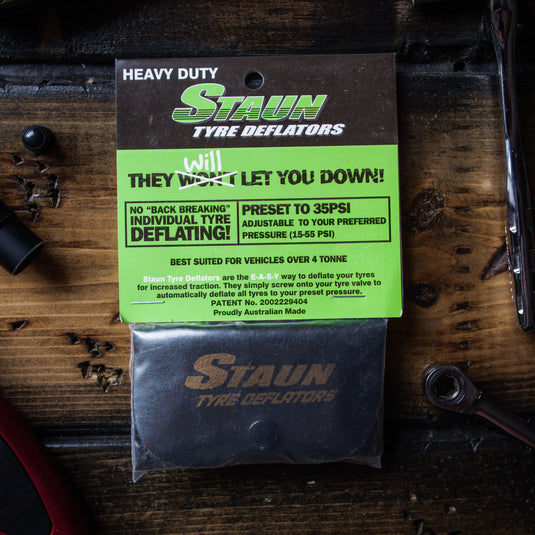 HEAVY DUTY
STAUN
TYRE DEFLATORS
Will
THEY WON'T LET YOU DOWN!
NO "BACK BREAKING"
INDIVIDUAL TYRE
DEFLATING!
PRESET TO 35PSI
ADJUSTABLE TO YOUR PREFERRED
PRESSURE (15-55 PSI)
BEST SUITED FOR VEHICLES OVER 4 TONNE
Staun Tyre Deflators are the E-A-S-Y way to deflate your tyres
for increased traction. They simply screw onto your tyre valve to
automatically deflate all tyres to your preset pressure.
PATENT No. 2002229404
Proudly Australian Made
STAUN
TYRE DEFLATORS